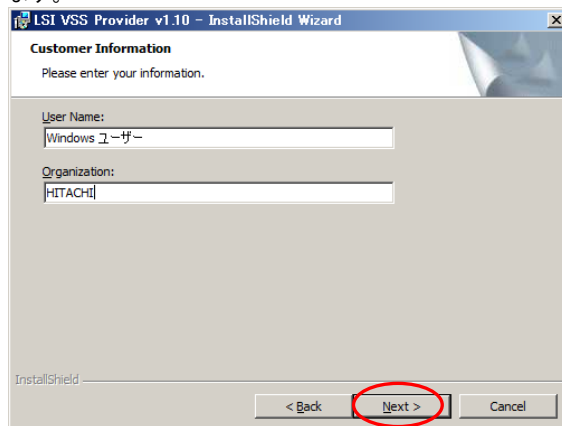 LSI VSS Provider v1.10 - InstallShield Wizard
Customer Information
Please enter your information.
User Name:
Windows ユーザー
Organization:
HITACHI
InstallShield
< Back Next > Cancel